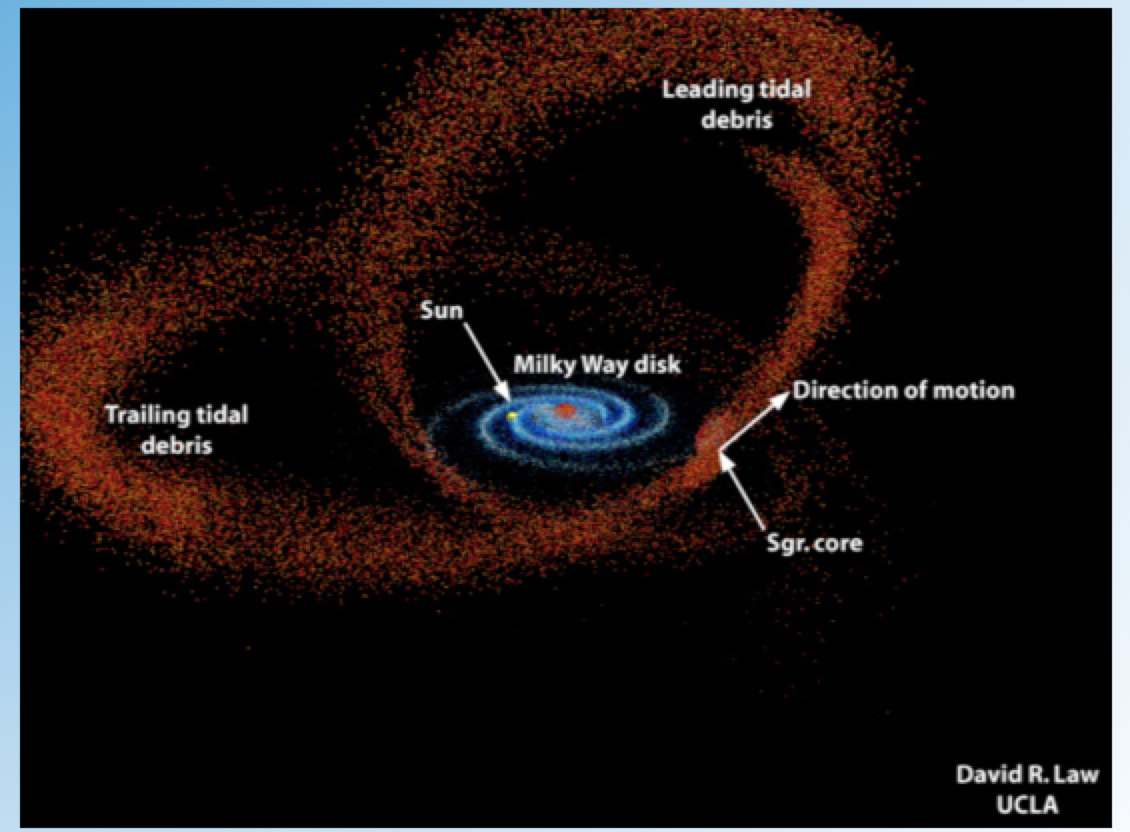 Leading tidal
debris
Sun
Milky Way disk
Direction of motion
Trailing tidal
debris
Sgr. core
David R. Law
UCLA